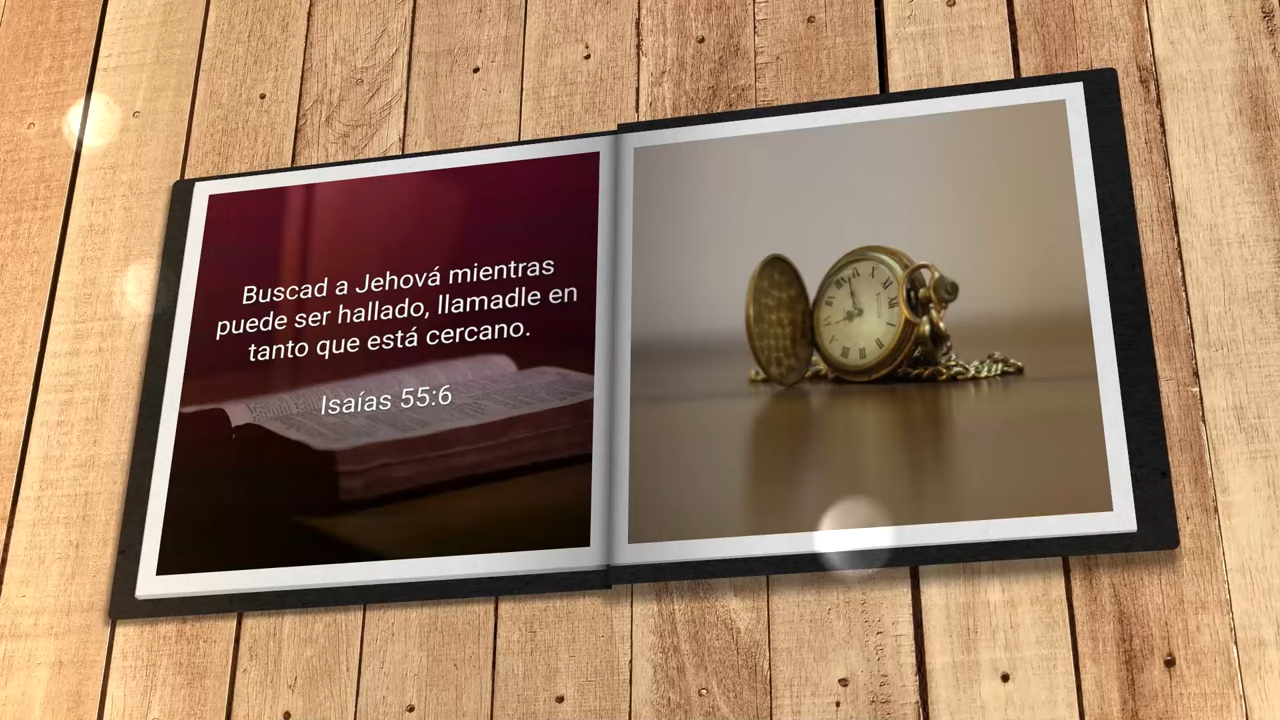 Buscad a Jehová mientras
puede ser hallado, llamadle en
tanto que está cercano.
Isaías 55:6